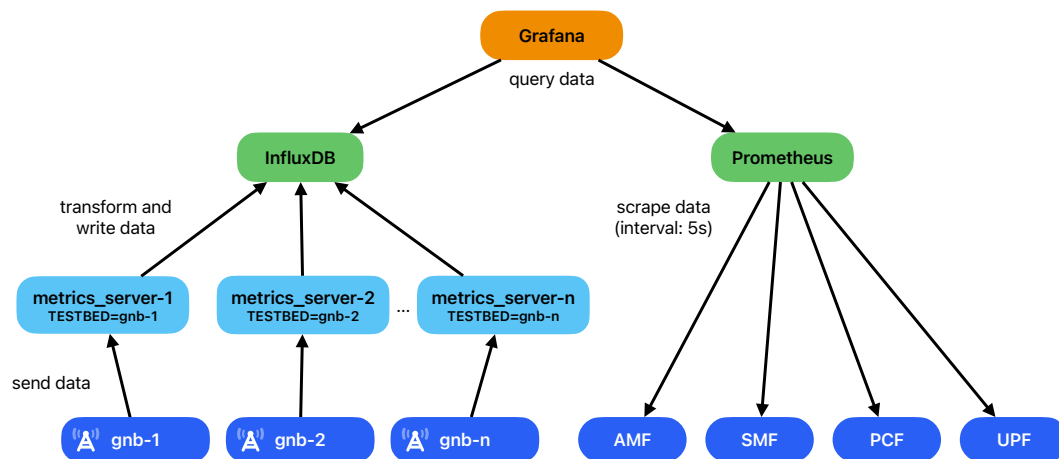 Grafana
query data
InfluxDB
Prometheus
transform and
write data
scrape data
(interval: 5s)
metrics_server-1
TESTBED=gnb-1
metrics_server-2
TESTBED=gnb-2
...
metrics_server-n
TESTBED=gnb-n
send data
gnb-1
gnb-2
gnb-n
AMF
SMF
PCF
UPF